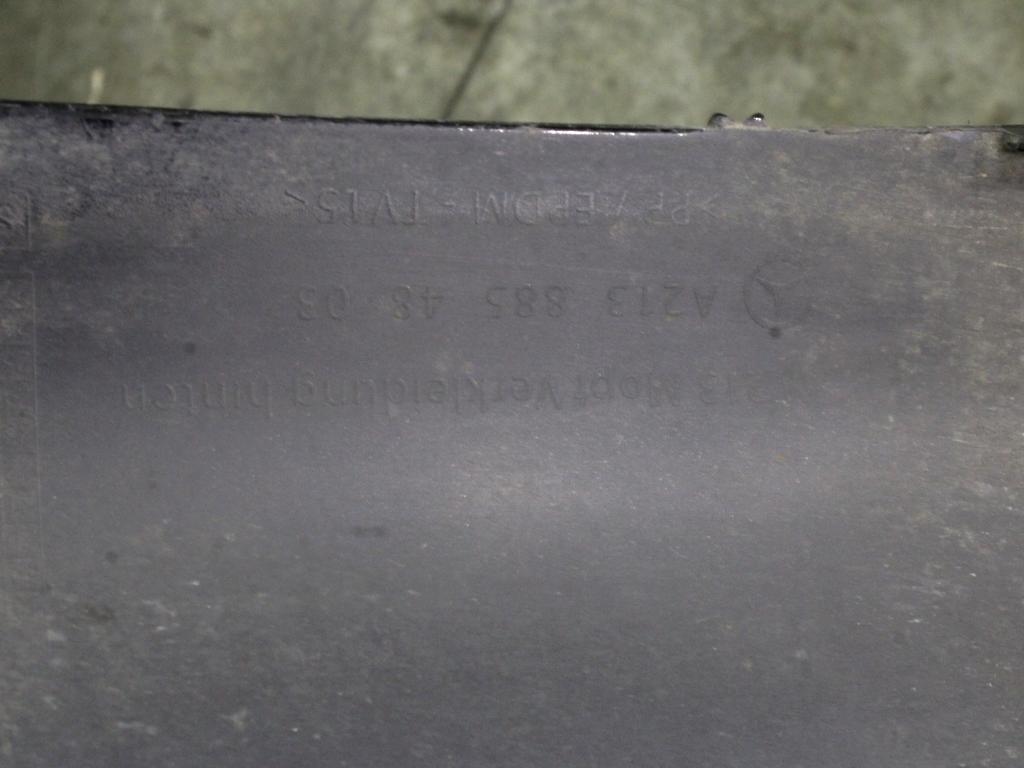 >PP/EPDM-TV15<
A213 885 48 03
213 Mopf Verkleidung hinten